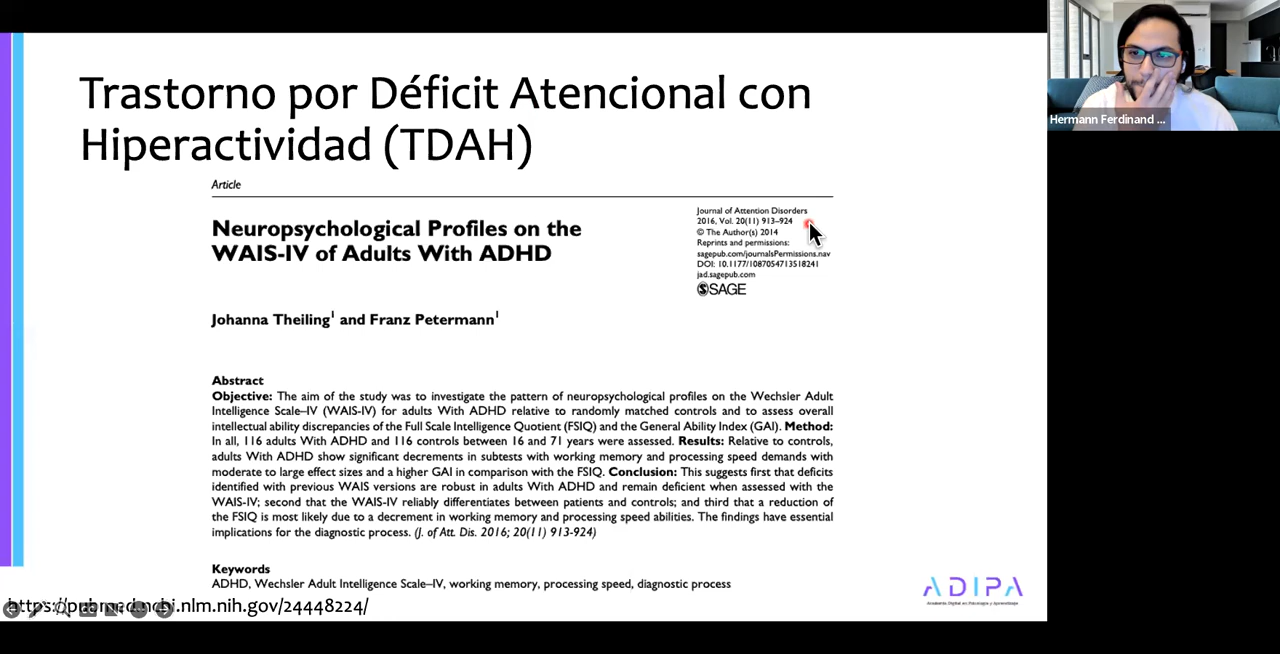 Trastorno por Déficit Atencional con
Hiperactividad (TDAH)
Hermann Ferdinand ...
Article
Neuropsychological Profiles on the
WAIS-IV of Adults With ADHD
Journal of Attention Disorders
2016, Vol. 20(11) 913–924
© The Author(s) 2014
Reprints and permissions:
sagepub.com/journalsPermissions.nav
DOI: 10.1177/1087054713518241
jad.sagepub.com
SAGE
Johanna Theiling1 and Franz Petermann1
Abstract
Objective: The aim of the study was to investigate the pattern of neuropsychological profiles on the Wechsler Adult
Intelligence Scale–IV (WAIS-IV) for adults With ADHD relative to randomly matched controls and to assess overall
intellectual ability discrepancies of the Full Scale Intelligence Quotient (FSIQ) and the General Ability Index (GAI). Method:
In all, 116 adults With ADHD and 116 controls between 16 and 71 years were assessed. Results: Relative to controls,
adults With ADHD show significant decrements in subtests with working memory and processing speed demands with
moderate to large effect sizes and a higher GAI in comparison with the FSIQ. Conclusion: This suggests first that deficits
identified with previous WAIS versions are robust in adults With ADHD and remain deficient when assessed with the
WAIS-IV; second that the WAIS-IV reliably differentiates between patients and controls; and third that a reduction of
the FSIQ is most likely due to a decrement in working memory and processing speed abilities. The findings have essential
implications for the diagnostic process. (J. of Att. Dis. 2016; 20(11) 913-924)
Keywords
ADHD, Wechsler Adult Intelligence Scale–IV, working memory, processing speed, diagnostic process
https://pubmed.ncbi.nlm.nih.gov/24448224/
ADIPA
Academia Digital en Psicología y Aprendizaje